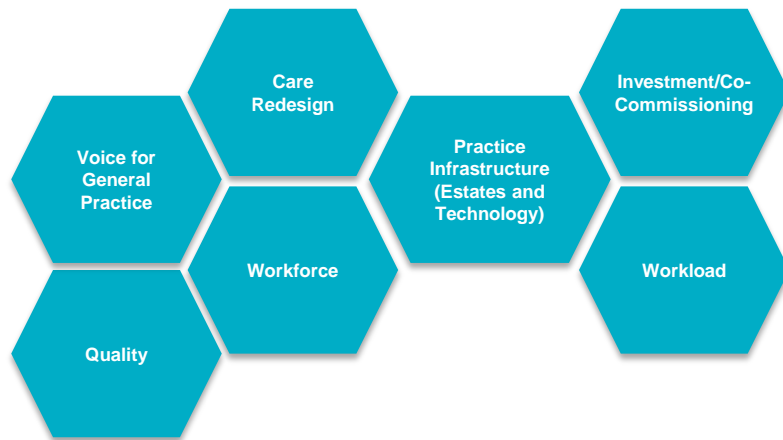 Care
Redesign
Investment/Co-
Commissioning
Voice for
General
Practice
Practice
Infrastructure
(Estates and
Technology)
Workforce
Workload
Quality